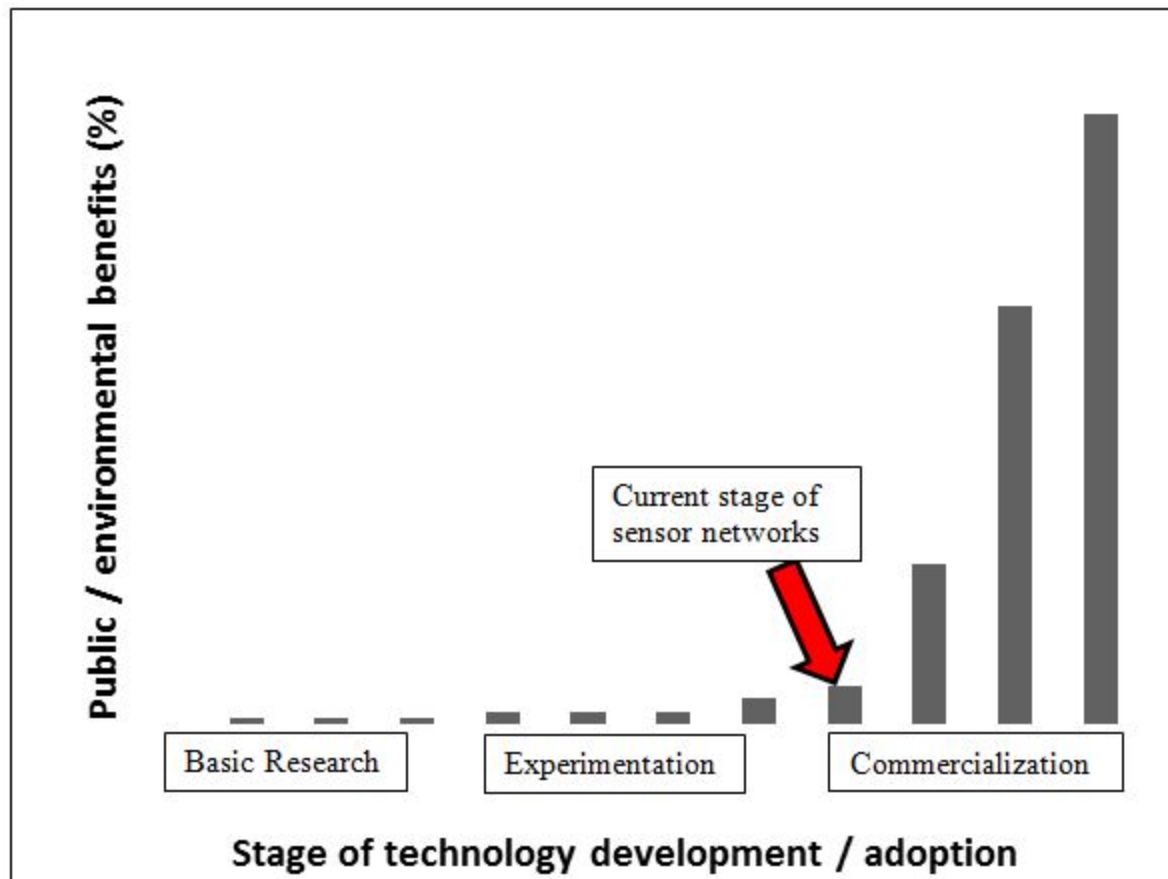 Public / environmental benefits (%)
Current stage of
sensor networks
Basic Research
Experimentation
Commercialization
Stage of technology development / adoption